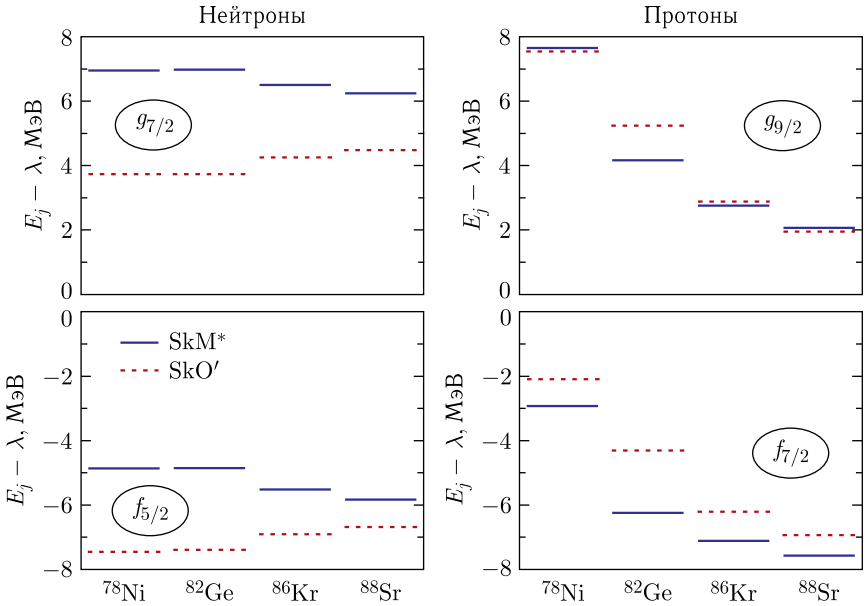 Нейтроны
Протоны
8
6
4
2
0
E_j − λ, МэВ
g_{7/2}
8
6
4
2
0
E_j − λ, МэВ
g_{9/2}
0
−2
−4
−6
−8
E_j − λ, МэВ
SkM*
SkO′
f_{5/2}
⁷⁸Ni ⁸²Ge ⁸⁶Kr ⁸⁸Sr
0
−2
−4
−6
−8
E_j − λ, МэВ
f_{7/2}
⁷⁸Ni ⁸²Ge ⁸⁶Kr ⁸⁸Sr